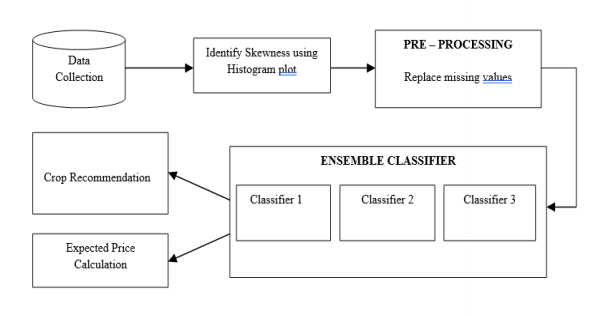 Data
Collection
Identify Skewness using
Histogram plot
PRE – PROCESSING
Replace missing values
ENSEMBLE CLASSIFIER
Classifier 1
Classifier 2
Classifier 3
Crop Recommendation
Expected Price
Calculation